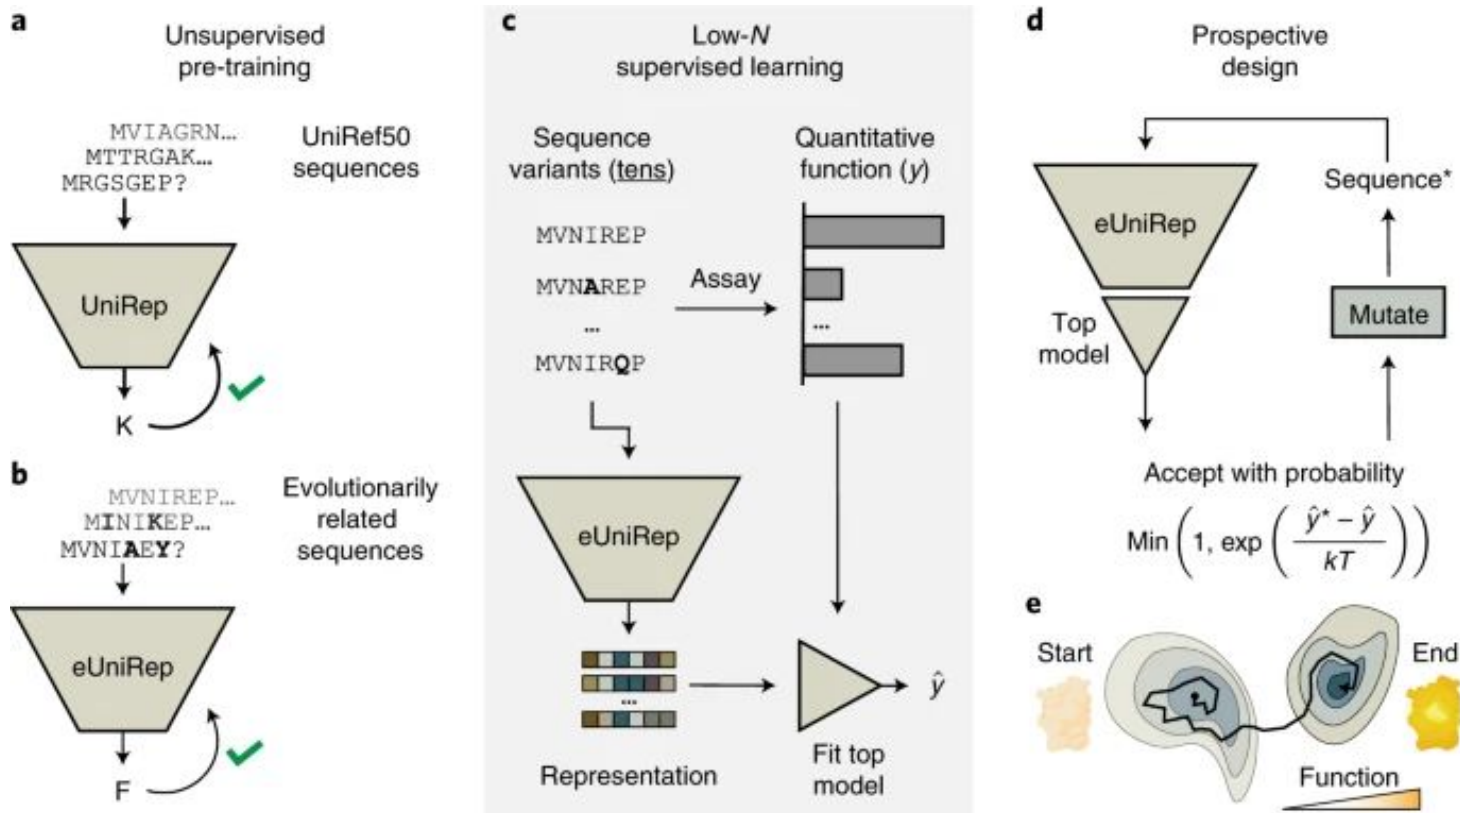 a
Unsupervised
pre-training
MVIAGRN...
MTTRGAK...
MRGSGEP?
UniRef50
sequences
UniRep
K
b
MVNIREP...
MINIKEP...
MVNIAEY?
Evolutionarily
related
sequences
eUniRep
F
c
Low-N
supervised learning
Sequence
variants (tens)
Quantitative
function (y)
MVNIREP
MVNAREP
...
MVNIRQP
Assay
...
eUniRep
...
Representation
ŷ
Fit top
model
d
Prospective
design
eUniRep
Sequence*
Top
model
Mutate
Accept with probability
Min(1, exp((ŷ* – ŷ)/kT))
e
Start
End
Function